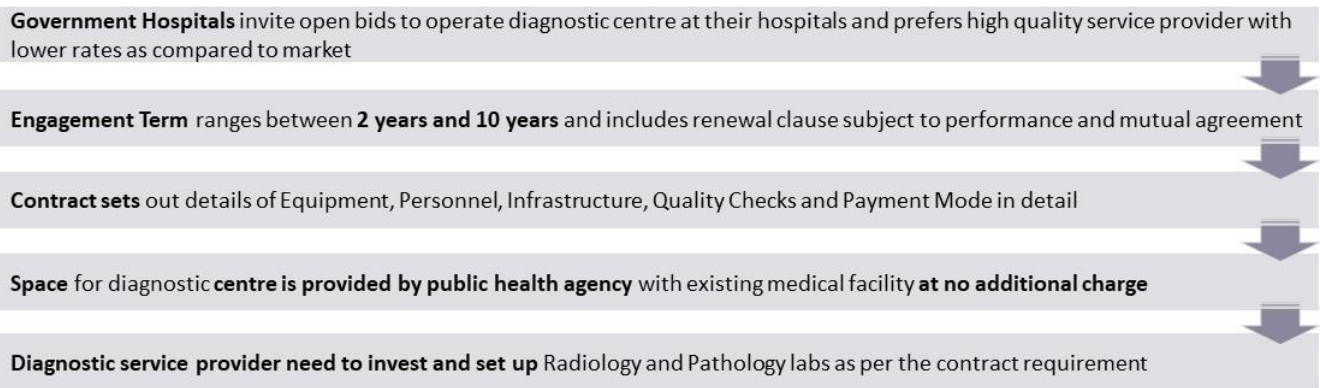 Government Hospitals invite open bids to operate diagnostic centre at their hospitals and prefers high quality service provider with
lower rates as compared to market
Engagement Term ranges between 2 years and 10 years and includes renewal clause subject to performance and mutual agreement
Contract sets out details of Equipment, Personnel, Infrastructure, Quality Checks and Payment Mode in detail
Space for diagnostic centre is provided by public health agency with existing medical facility at no additional charge
Diagnostic service provider need to invest and set up Radiology and Pathology labs as per the contract requirement